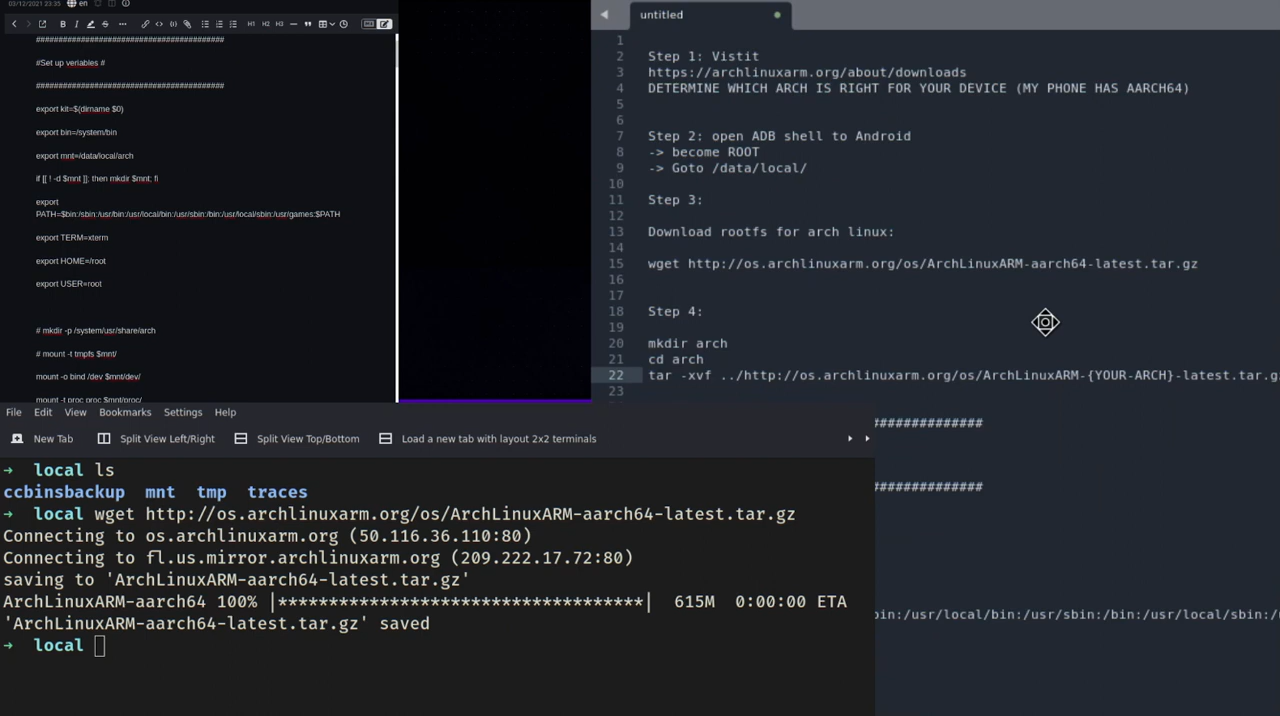 03/12/2021 23:35 en
B I S H1 H2 H3
###########################################
#Set up veriables #
###########################################
export kit=$(dirname $0)
export bin=/system/bin
export mnt=/data/local/arch
if [[ ! -d $mnt ]]; then mkdir $mnt; fi
export
PATH=$bin:/sbin:/usr/bin:/usr/local/bin:/usr/sbin:/bin:/usr/local/sbin:/usr/games:$PATH
export TERM=xterm
export HOME=/root
export USER=root
# mkdir -p /system/usr/share/arch
# mount -t tmpfs $mnt/
mount -o bind /dev $mnt/dev/
mount -t proc proc $mnt/proc/
untitled
1
2 Step 1: Vistit
3 https://archlinuxarm.org/about/downloads
4 DETERMINE WHICH ARCH IS RIGHT FOR YOUR DEVICE (MY PHONE HAS AARCH64)
5
6
7 Step 2: open ADB shell to Android
8 -> become ROOT
9 -> Goto /data/local/
10
11 Step 3:
12
13 Download rootfs for arch linux:
14
15 wget http://os.archlinuxarm.org/os/ArchLinuxARM-aarch64-latest.tar.gz
16
17
18 Step 4:
19
20 mkdir arch
21 cd arch
22 tar -xvf ../http://os.archlinuxarm.org/os/ArchLinuxARM-{YOUR-ARCH}-latest.tar.g
23
##############
##############
bin:/usr/local/bin:/usr/sbin:/bin:/usr/local/sbin:/us
File Edit View Bookmarks Settings Help
New Tab Split View Left/Right Split View Top/Bottom Load a new tab with layout 2x2 terminals
→ local ls
ccbinsbackup mnt tmp traces
→ local wget http://os.archlinuxarm.org/os/ArchLinuxARM-aarch64-latest.tar.gz
Connecting to os.archlinuxarm.org (50.116.36.110:80)
Connecting to fl.us.mirror.archlinuxarm.org (209.222.17.72:80)
saving to 'ArchLinuxARM-aarch64-latest.tar.gz'
ArchLinuxARM-aarch64 100% |*************************************| 615M 0:00:00 ETA
'ArchLinuxARM-aarch64-latest.tar.gz' saved
→ local